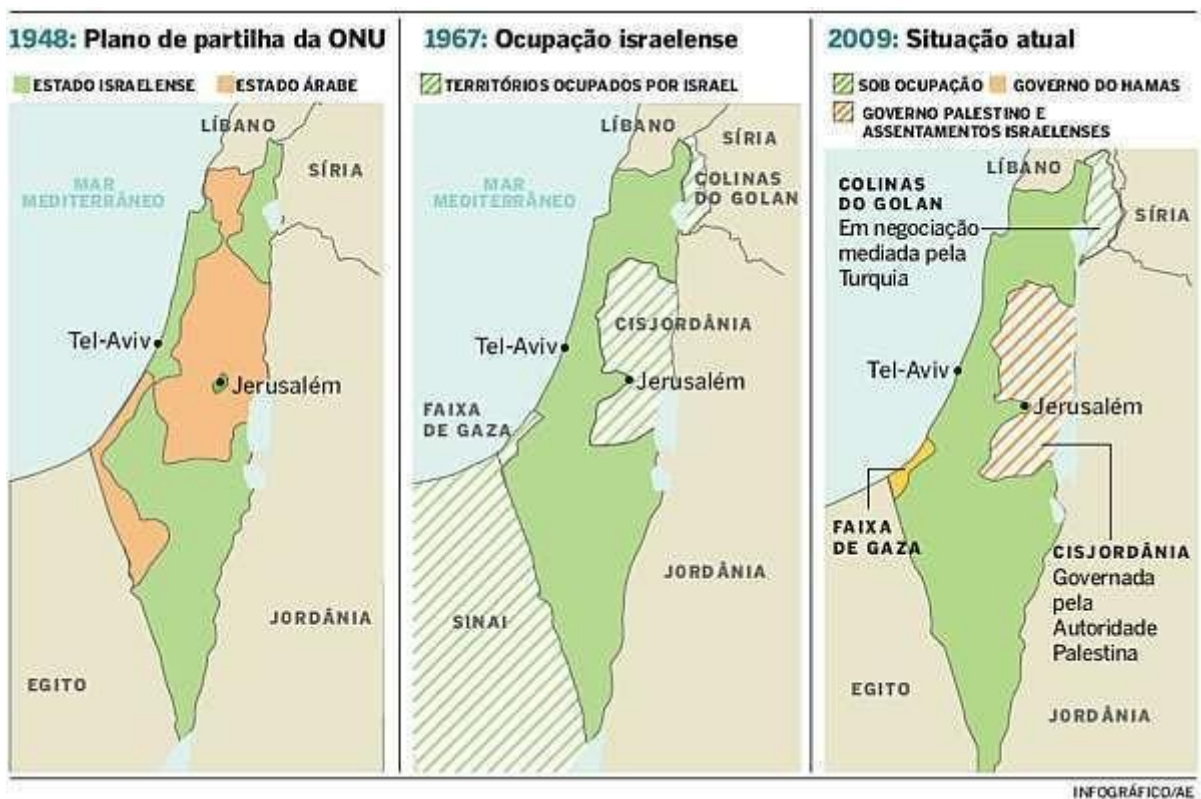 1948: Plano de partilha da ONU
ESTADO ISRAELENSE
ESTADO ÁRABE
LÍBANO
SÍRIA
MAR
MEDITERRÂNEO
Tel-Aviv
Jerusalém
JORDÂNIA
EGITO
1967: Ocupação israelense
TERRITÓRIOS OCUPADOS POR ISRAEL
LÍBANO
SÍRIA
MAR
MEDITERRÂNEO
COLINAS
DO GOLAN
CISJORDÂNIA
Tel-Aviv
Jerusalém
FAIXA
DE GAZA
JORDÂNIA
SINAI
2009: Situação atual
SOB OCUPAÇÃO
GOVERNO DO HAMAS
GOVERNO PALESTINO E
ASSENTAMENTOS ISRAELENSES
LÍBANO
COLINAS
DO GOLAN
Em negociação
mediada pela
Turquia
SÍRIA
Tel-Aviv
Jerusalém
FAIXA
DE GAZA
CISJORDÂNIA
Governada
pela
Autoridade
Palestina
EGITO
JORDÂNIA
INFOGRÁFICO/AE